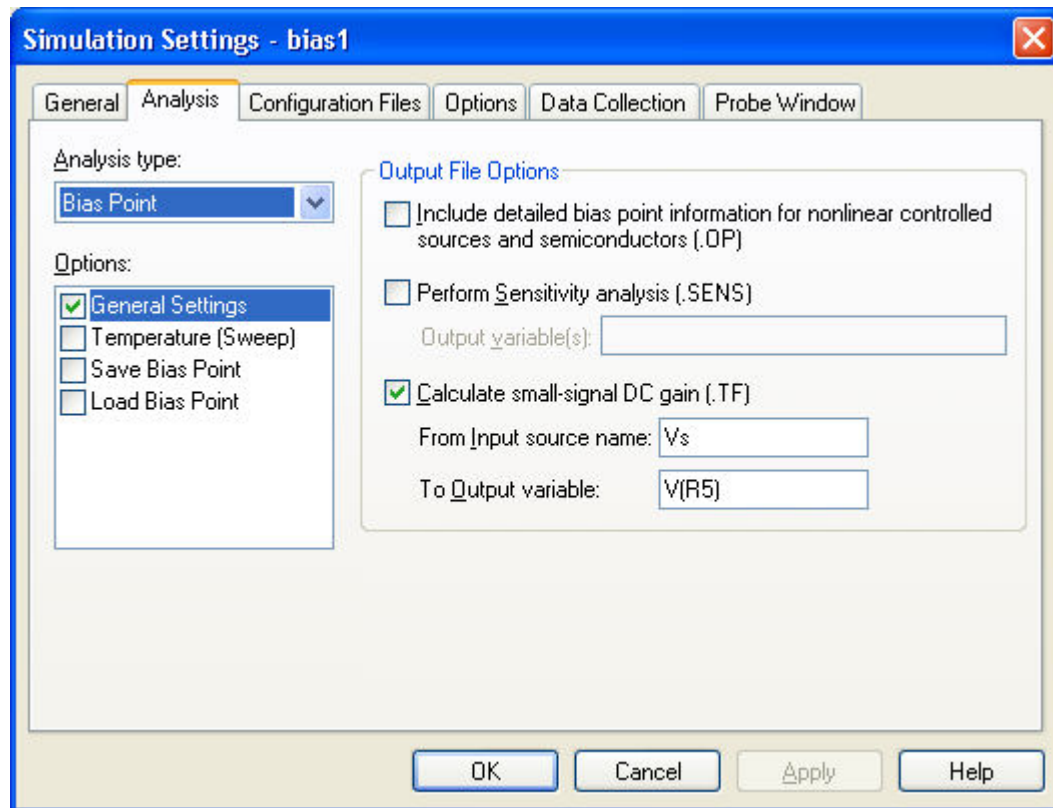 Simulation Settings - bias1
General
Analysis
Configuration Files
Options
Data Collection
Probe Window
Analysis type:
Bias Point
Options:
General Settings
Temperature (Sweep)
Save Bias Point
Load Bias Point
Output File Options
Include detailed bias point information for nonlinear controlled
sources and semiconductors (.OP)
Perform Sensitivity analysis (.SENS)
Output variable(s):
Calculate small-signal DC gain (.TF)
From Input source name: Vs
To Output variable: V(R5)
OK
Cancel
Apply
Help